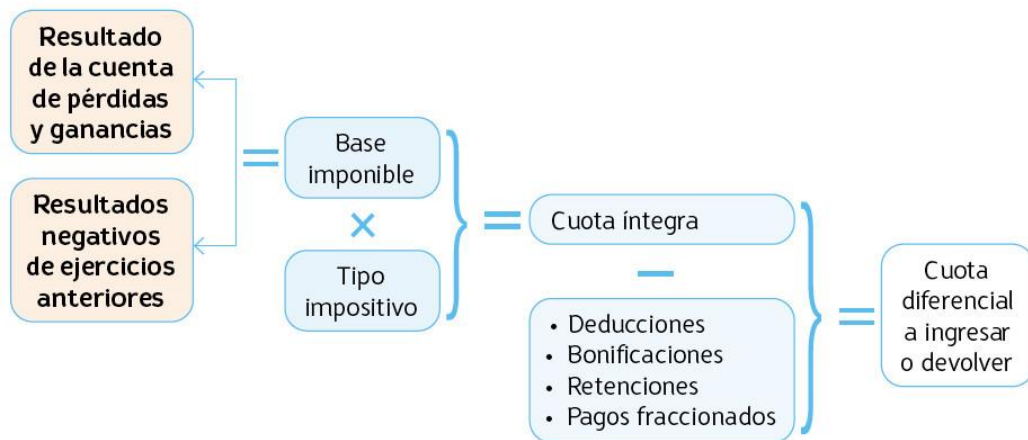 Resultado
de la cuenta
de pérdidas
y ganancias
Resultados
negativos
de ejercicios
anteriores
=
Base
imponible
×
Tipo
impositivo
=
Cuota íntegra
−
• Deducciones
• Bonificaciones
• Retenciones
• Pagos fraccionados
=
Cuota
diferencial
a ingresar
o devolver